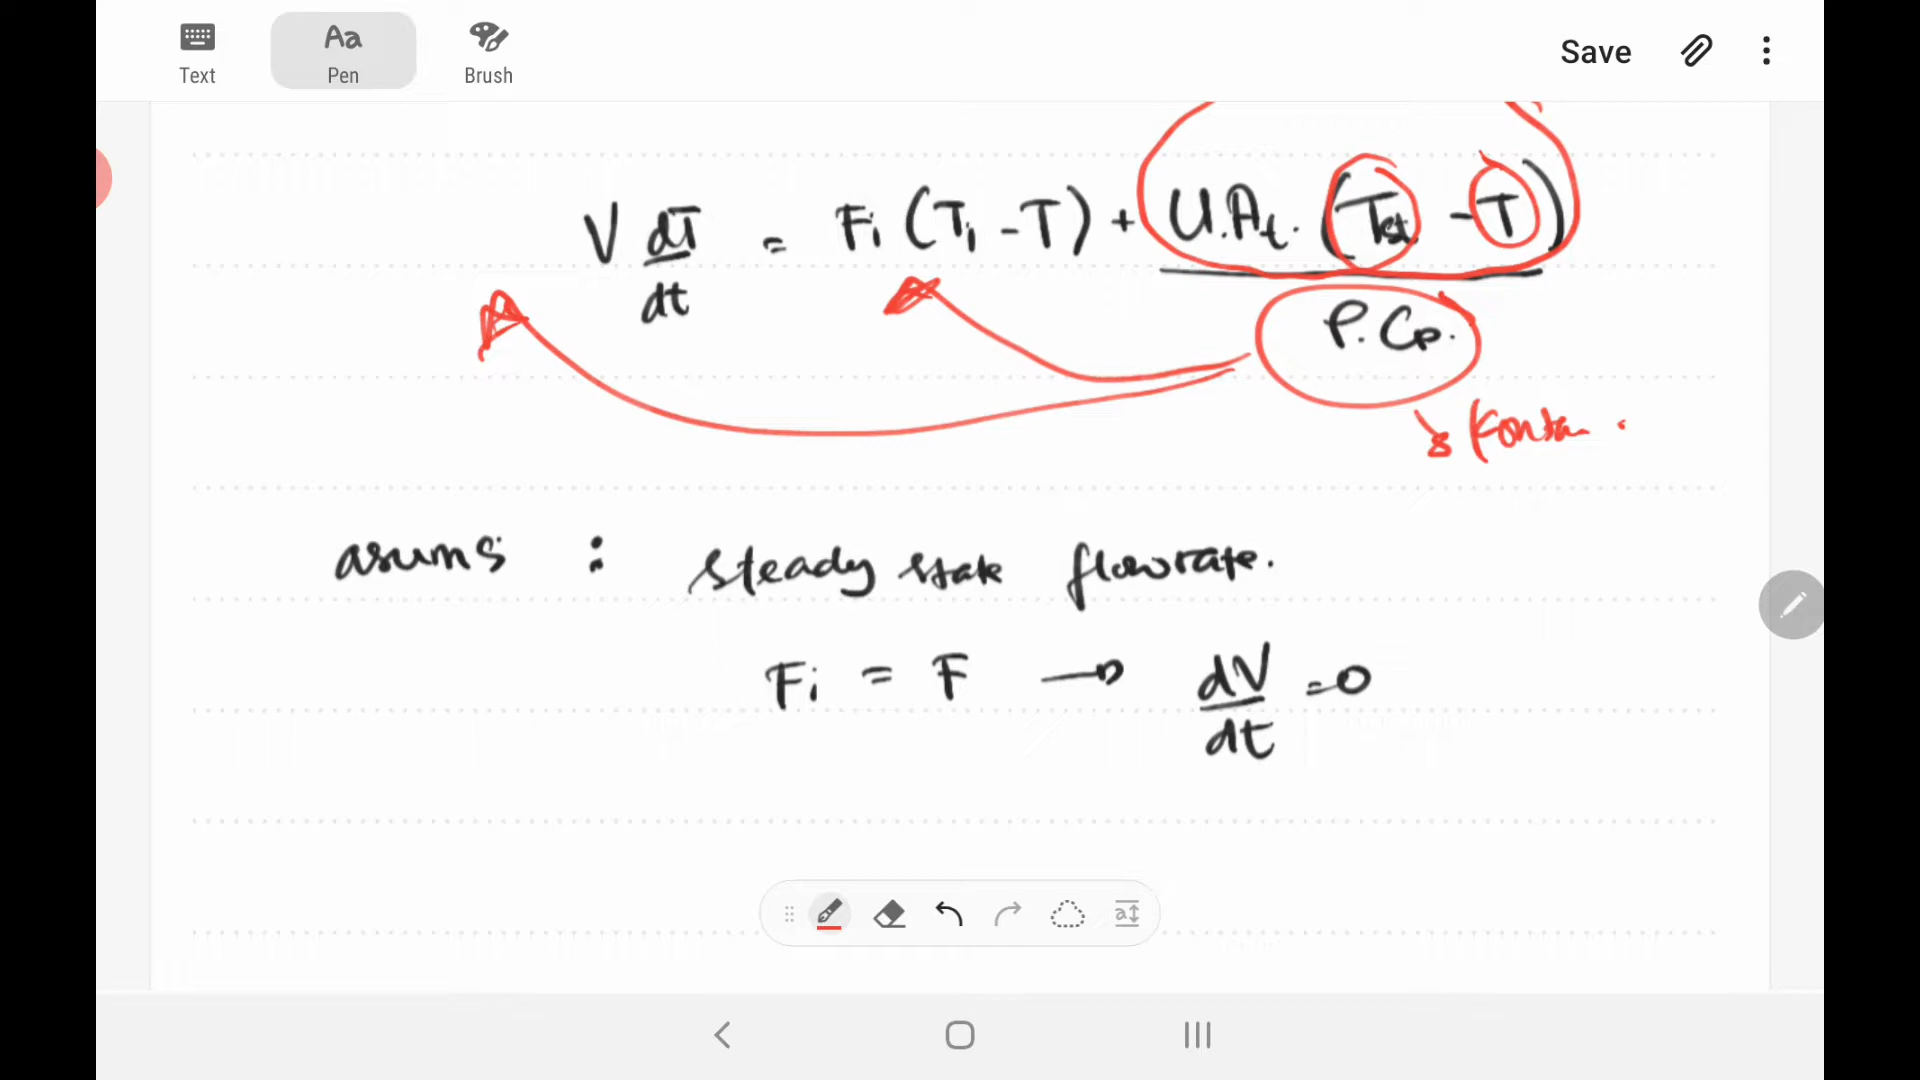 Text Pen Brush Save
V dT/dt = Fi (Ti - T) + U.At. (Tst - T) / ρ.Cp.
Konstan.
asums : steady state flowrate.
Fi = F → dV/dt = 0